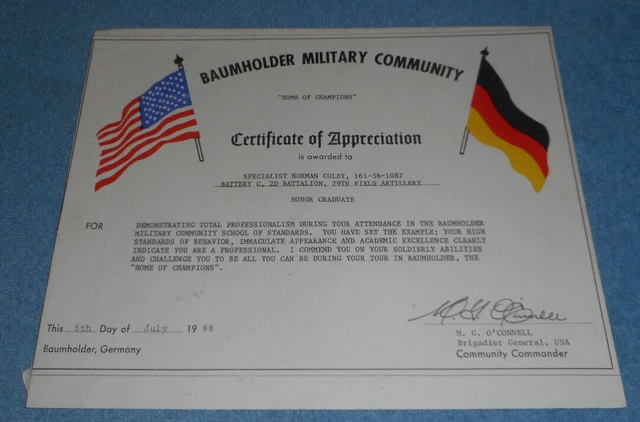 BAUMHOLDER MILITARY COMMUNITY
"HOME OF CHAMPIONS"
Certificate of Appreciation
is awarded to
SPECIALIST NORMAN COLEY, 161-56-1087
BATTERY C, 2D BATTALION, 29TH FIELD ARTILLERY
HONOR GRADUATE
FOR DEMONSTRATING TOTAL PROFESSIONALISM DURING YOUR ATTENDANCE IN THE BAUMHOLDER
MILITARY COMMUNITY SCHOOL OF STANDARDS. YOU HAVE SET THE EXAMPLE; YOUR HIGH
STANDARDS OF BEHAVIOR, IMMACULATE APPEARANCE AND ACADEMIC EXCELLENCE CLEARLY
INDICATE YOU ARE A PROFESSIONAL. I COMMEND YOU ON YOUR SOLDIERLY ABILITIES
AND CHALLENGE YOU TO BE ALL YOU CAN BE DURING YOUR TOUR IN BAUMHOLDER, THE
"HOME OF CHAMPIONS".
This 5th Day of July 1988
Baumholder, Germany
M. G. O'Connell
M. G. O'CONNELL
Brigadier General, USA
Community Commander